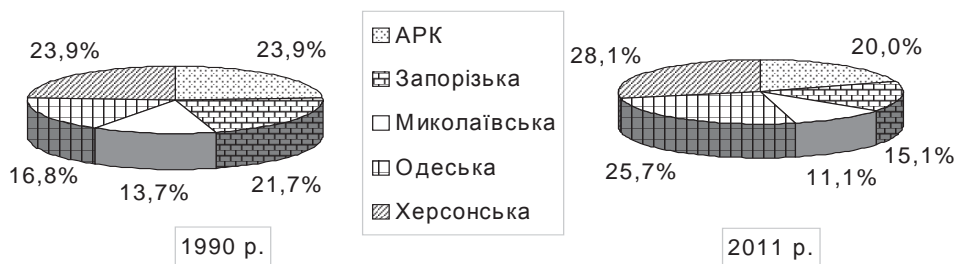 23,9% 23,9%
16,8%
13,7%
21,7%
1990 р.
АРК
Запорізька
Миколаївська
Одеська
Херсонська
28,1%
20,0%
25,7%
11,1%
15,1%
2011 р.